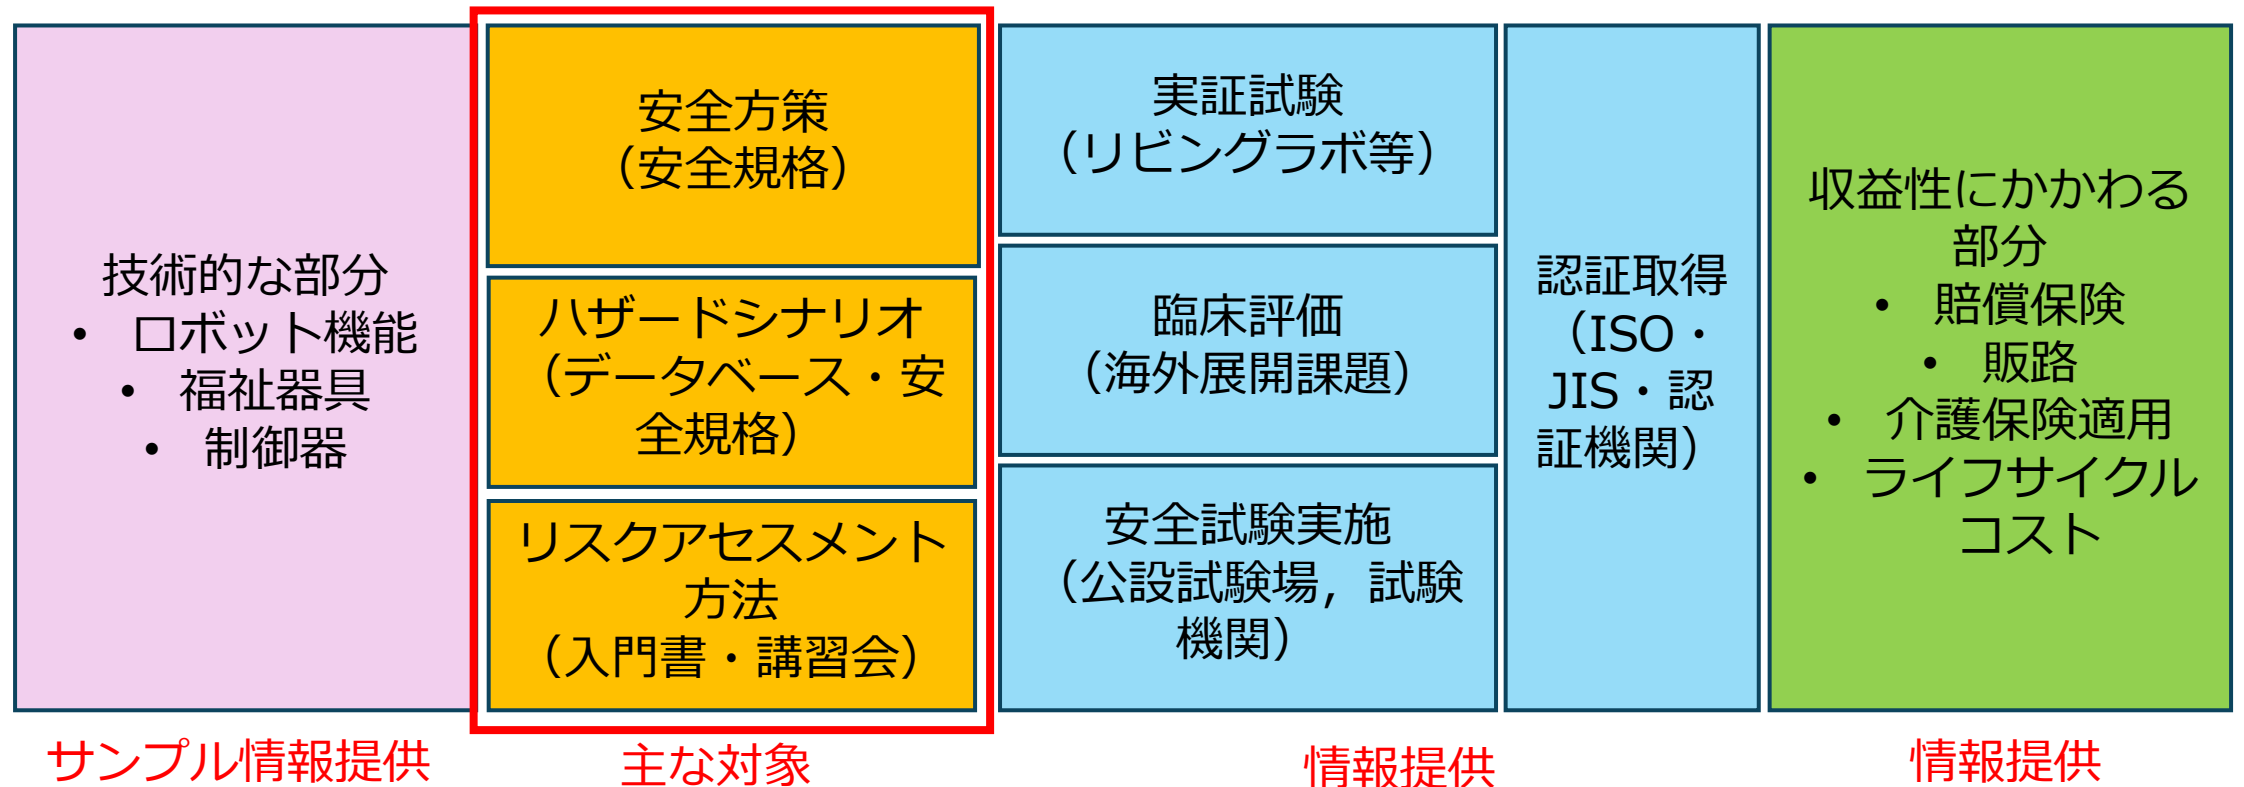 技術的な部分
• ロボット機能
• 福祉器具
• 制御器
安全方策
（安全規格）
ハザードシナリオ
（データベース・安
全規格）
リスクアセスメント
方法
（入門書・講習会）
実証試験
（リビングラボ等）
臨床評価
（海外展開課題）
安全試験実施
（公設試験場，試験
機関）
認証取得
（ISO・
JIS・認
証機関）
収益性にかかわる
部分
• 賠償保険
• 販路
• 介護保険適用
• ライフサイクル
コスト
サンプル情報提供
主な対象
情報提供
情報提供